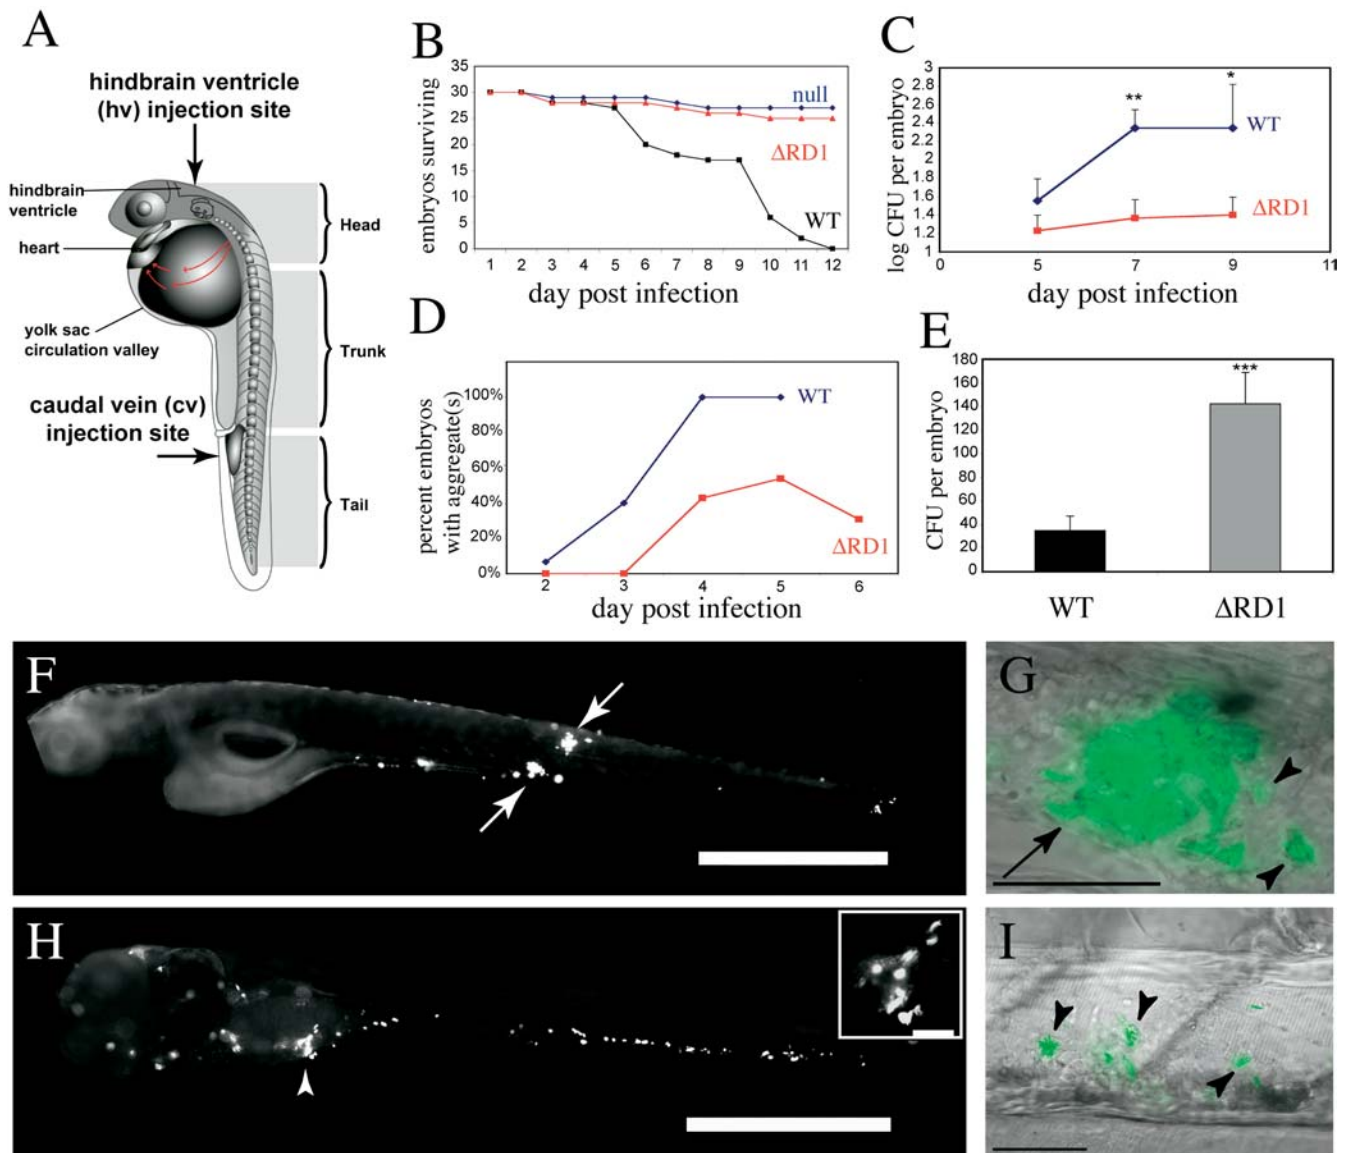 A
hindbrain ventricle
(hv) injection site
hindbrain
ventricle
heart
yolk sac
circulation valley
caudal vein (cv)
injection site
Head
Trunk
Tail
B
embryos surviving
35
30
25
20
15
10
5
0
null
ΔRD1
WT
1 2 3 4 5 6 7 8 9 10 11 12
day post infection
C
log CFU per embryo
3
2.8
2.6
2.4
2.2
2
1.8
1.6
1.4
1.2
1
**
*
WT
ΔRD1
0 5 7 9 11
day post infection
D
percent embryos
with aggregate(s)
100%
80%
60%
40%
20%
0%
WT
ΔRD1
2 3 4 5 6
day post infection
E
CFU per embryo
180
160
140
120
100
80
60
40
20
0
***
WT ΔRD1
F
G
H
I